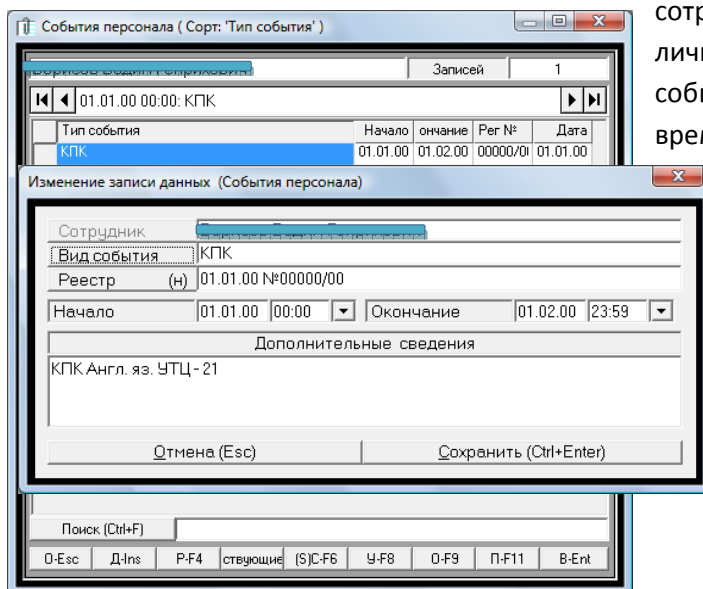 События персонала ( Сорт: 'Тип события' )
Записей 1
01.01.00 00:00: КПК
Тип события Начало ончание Рег № Дата
КПК 01.01.00 01.02.00 00000/0 01.01.00
Изменение записи данных (События персонала)
Сотрудник
Вид события КПК
Реестр (н) 01.01.00 №00000/00
Начало 01.01.00 00:00 Окончание 01.02.00 23:59
Дополнительные сведения
КПК Англ. яз. УТЦ - 21
Отмена (Esc) Сохранить (Ctrl+Enter)
Поиск (Ctrl+F)
О-Esc Д-Ins Р-F4 ствующие (S)С-F6 У-F8 О-F9 П-F11 В-Ent
сотр
личн
собы
врем